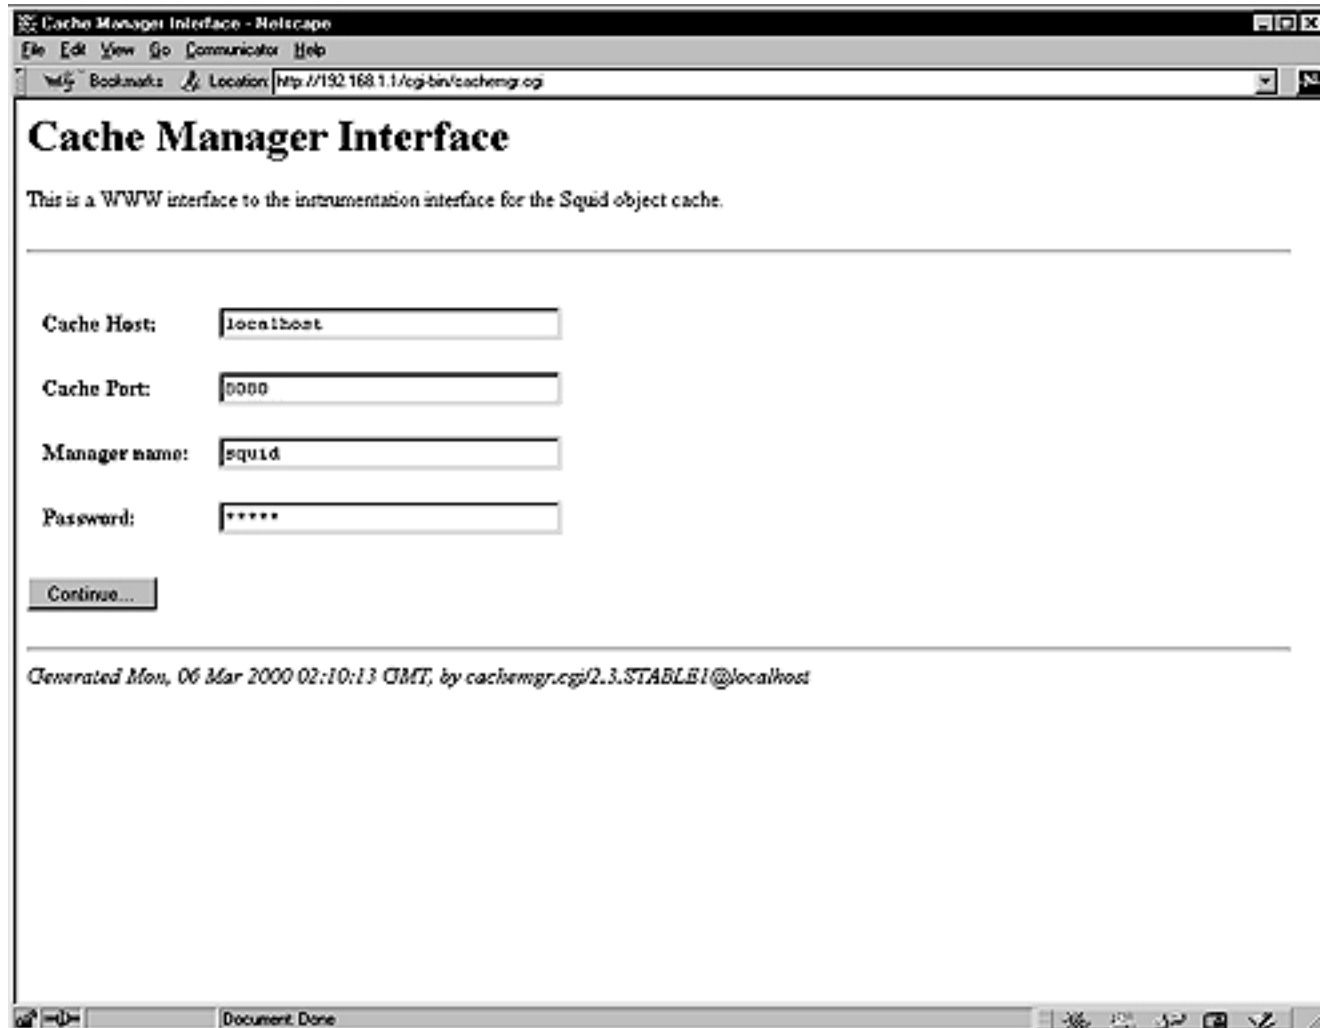 Cache Manager Interface - Netscape
File Edit View Go Communicator Help
Bookmarks Location: http://192.168.1.1/cgi-bin/cachemgr.cgi
Cache Manager Interface
This is a WWW interface to the instrumentation interface for the Squid object cache.
Cache Host: localhost
Cache Port: 8080
Manager name: squid
Password: *****
Continue...
Generated Mon, 06 Mar 2000 02:10:13 GMT, by cachemgr.cgi/2.3.STABLE1@localhost
Document: Done